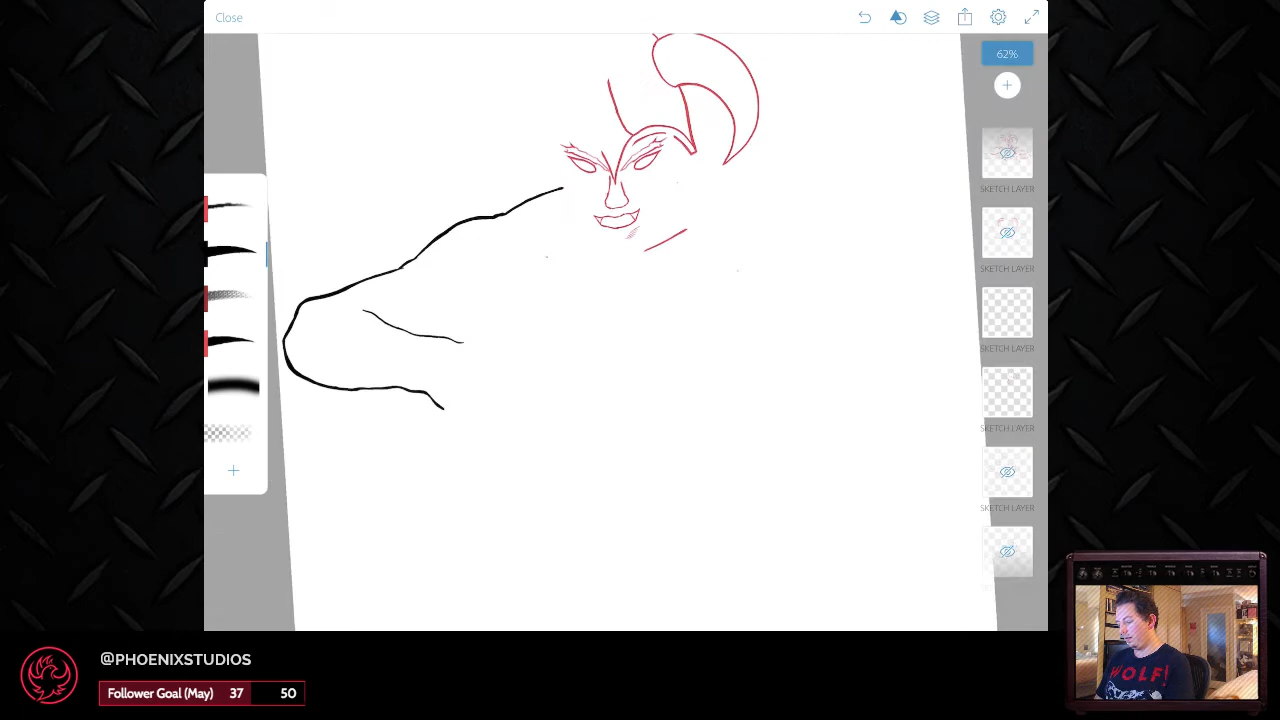 Close
62%
SKETCH LAYER
SKETCH LAYER
SKETCH LAYER
SKETCH LAYER
SKETCH LAYER
@PHOENIXSTUDIOS
Follower Goal (May) 37 50
WOLF!